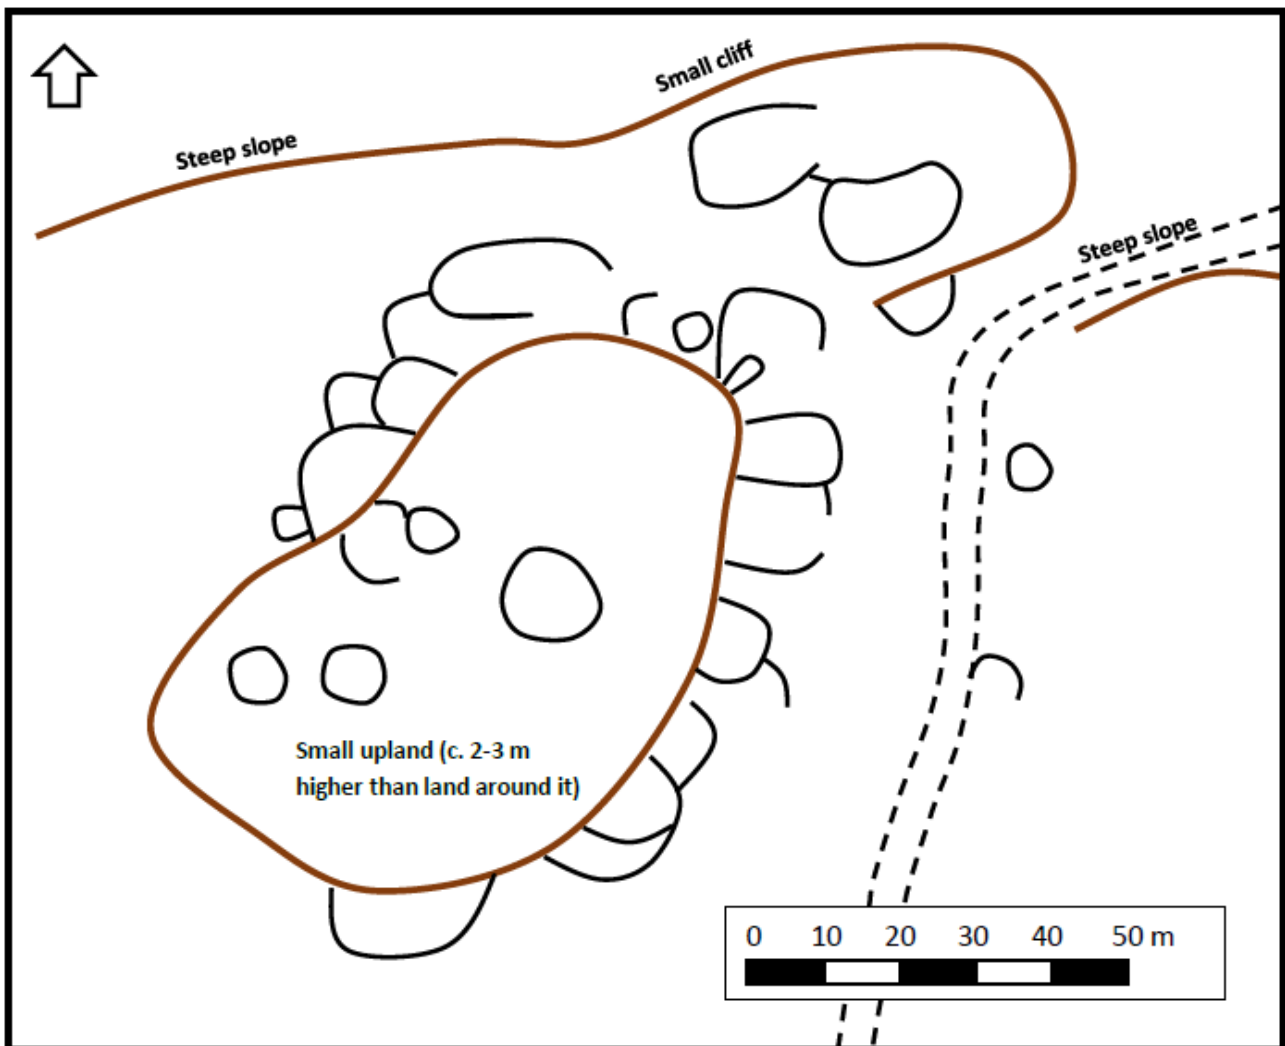 Small cliff
Steep slope
Steep slope
Small upland (c. 2-3 m
higher than land around it)
0 10 20 30 40 50 m